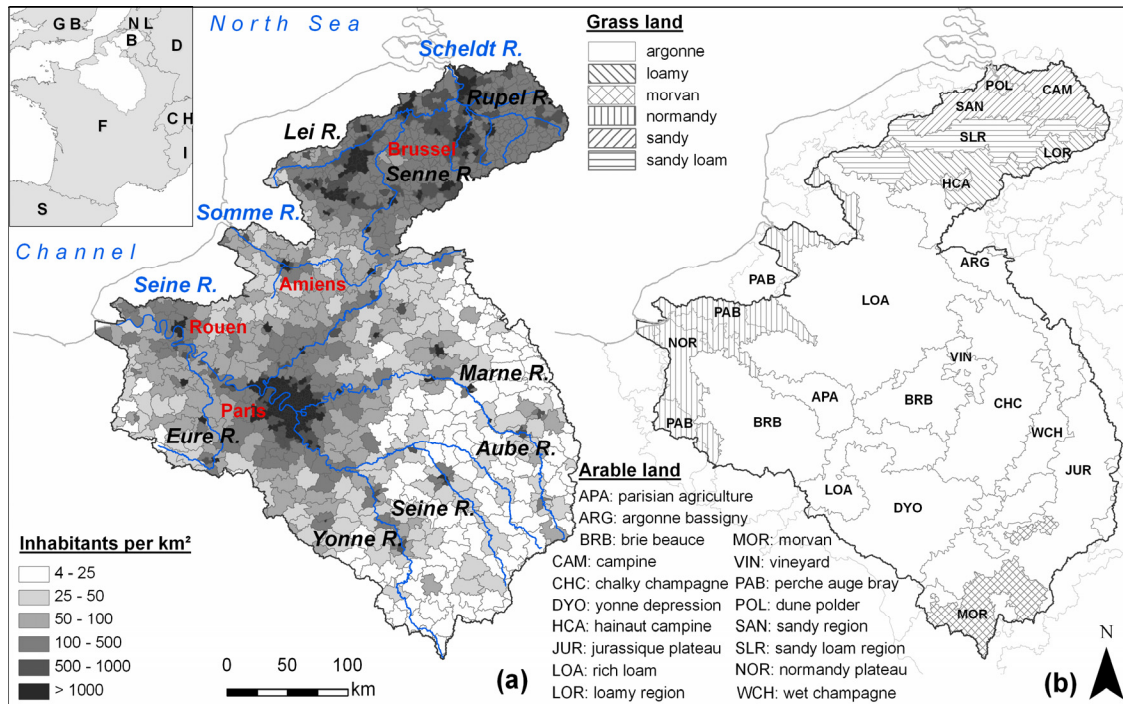 G B
N L
B
D
F
C H
I
S
North Sea
Channel
Scheldt R.
Rupel R.
Lei R.
Brussel
Senne R.
Somme R.
Amiens
Seine R.
Rouen
Marne R.
Paris
Eure R.
Aube R.
Seine R.
Yonne R.
Inhabitants per km²
4 - 25
25 - 50
50 - 100
100 - 500
500 - 1000
> 1000
0 50 100
km
(a)
Grass land
argonne
loamy
morvan
normandy
sandy
sandy loam
POL
CAM
SAN
SLR
LOR
HCA
ARG
PAB
LOA
PAB
NOR
VIN
APA
BRB
CHC
PAB
BRB
WCH
JUR
LOA
DYO
MOR
Arable land
APA: parisian agriculture
ARG: argonne bassigny
BRB: brie beauce
CAM: campine
CHC: chalky champagne
DYO: yonne depression
HCA: hainaut campine
JUR: jurassique plateau
LOA: rich loam
LOR: loamy region
MOR: morvan
VIN: vineyard
PAB: perche auge bray
POL: dune polder
SAN: sandy region
SLR: sandy loam region
NOR: normandy plateau
WCH: wet champagne
N
(b)